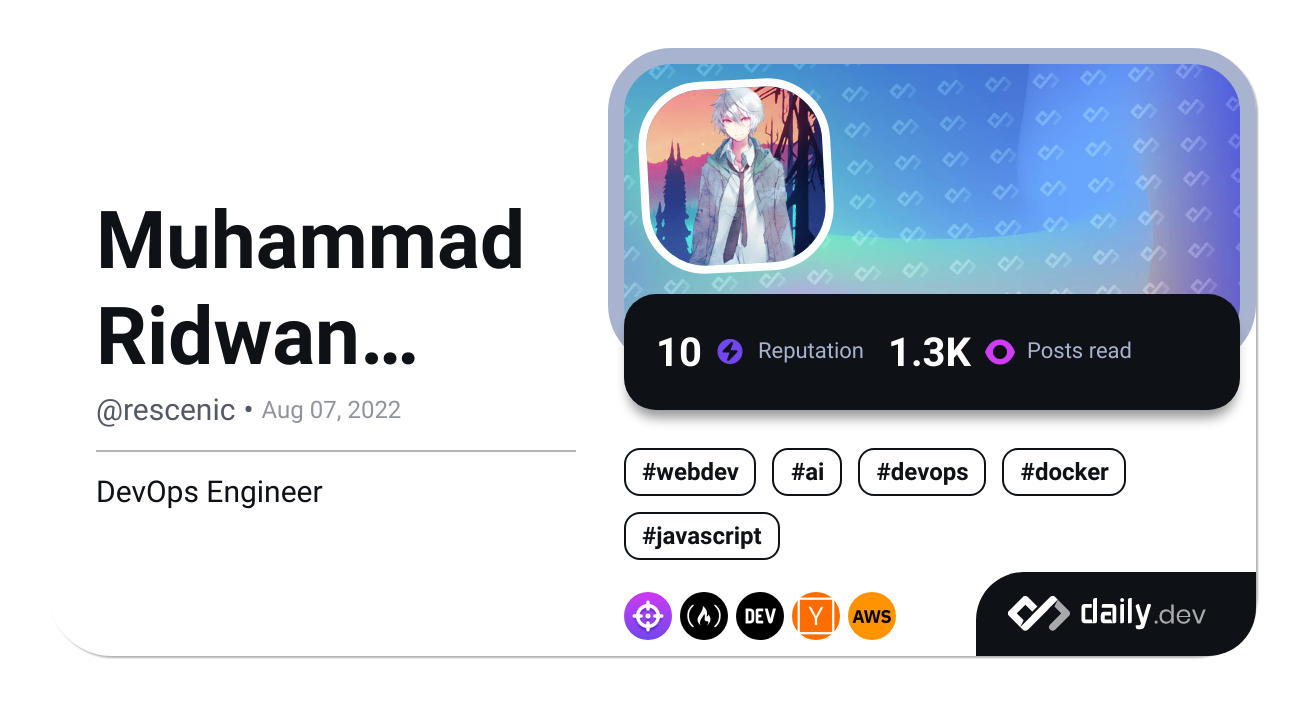 Muhammad
Ridwan...
@rescenic • Aug 07, 2022
DevOps Engineer
10 Reputation 1.3K Posts read
#webdev #ai #devops #docker
#javascript
DEV Y AWS
daily.dev